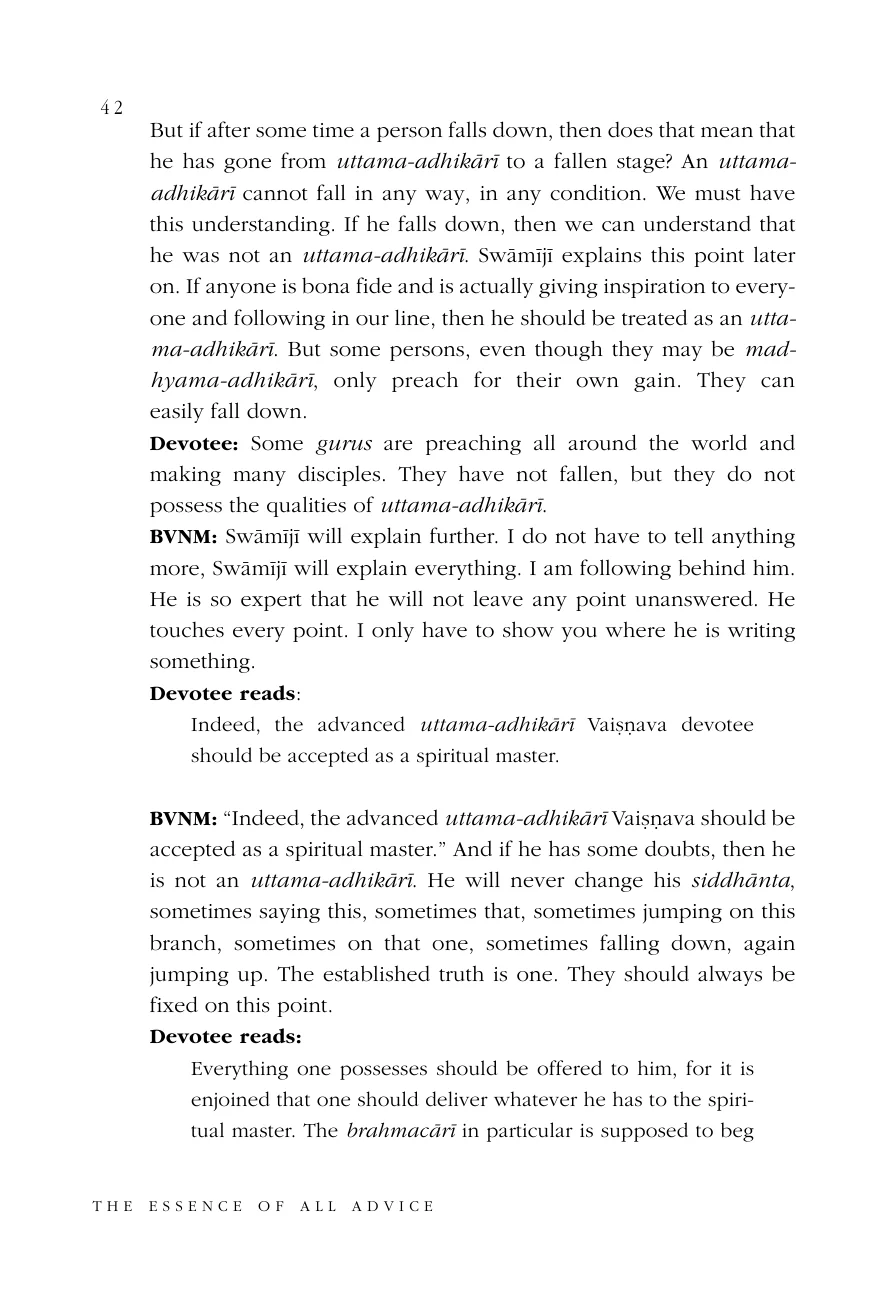 42
But if after some time a person falls down, then does that mean that
he has gone from uttama-adhikārī to a fallen stage? An uttama-
adhikārī cannot fall in any way, in any condition. We must have
this understanding. If he falls down, then we can understand that
he was not an uttama-adhikārī. Swāmījī explains this point later
on. If anyone is bona fide and is actually giving inspiration to every-
one and following in our line, then he should be treated as an utta-
ma-adhikārī. But some persons, even though they may be mad-
hyama-adhikārī, only preach for their own gain. They can
easily fall down.
Devotee: Some gurus are preaching all around the world and
making many disciples. They have not fallen, but they do not
possess the qualities of uttama-adhikārī.
BVNM: Swāmījī will explain further. I do not have to tell anything
more, Swāmījī will explain everything. I am following behind him.
He is so expert that he will not leave any point unanswered. He
touches every point. I only have to show you where he is writing
something.
Devotee reads:
Indeed, the advanced uttama-adhikārī Vaiṣṇava devotee
should be accepted as a spiritual master.
BVNM: “Indeed, the advanced uttama-adhikārī Vaiṣṇava should be
accepted as a spiritual master.” And if he has some doubts, then he
is not an uttama-adhikārī. He will never change his siddhānta,
sometimes saying this, sometimes that, sometimes jumping on this
branch, sometimes on that one, sometimes falling down, again
jumping up. The established truth is one. They should always be
fixed on this point.
Devotee reads:
Everything one possesses should be offered to him, for it is
enjoined that one should deliver whatever he has to the spiri-
tual master. The brahmacārī in particular is supposed to beg
THE ESSENCE OF ALL ADVICE